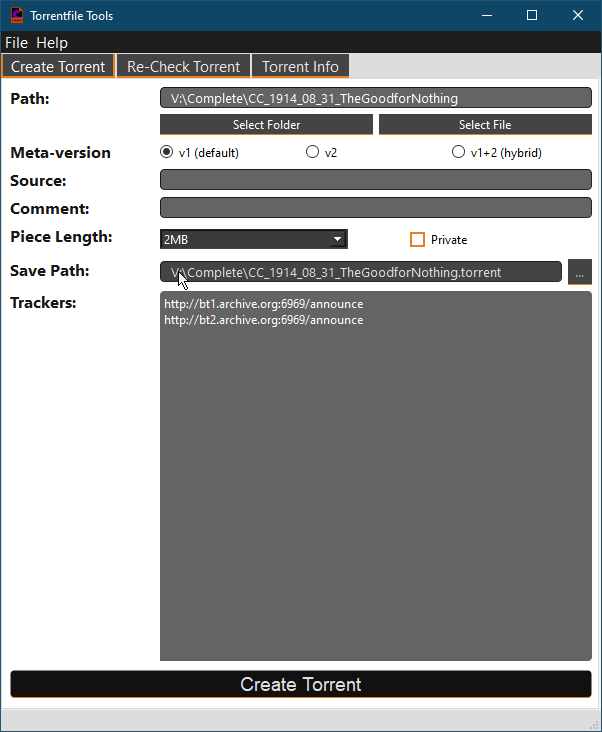 Torrentfile Tools
File Help
Create Torrent Re-Check Torrent Torrent Info
Path: V:\Complete\CC_1914_08_31_TheGoodforNothing
Select Folder Select File
Meta-version v1 (default) v2 v1+2 (hybrid)
Source:
Comment:
Piece Length: 2MB Private
Save Path: V:\Complete\CC_1914_08_31_TheGoodforNothing.torrent ...
Trackers: http://bt1.archive.org:6969/announce
http://bt2.archive.org:6969/announce
Create Torrent